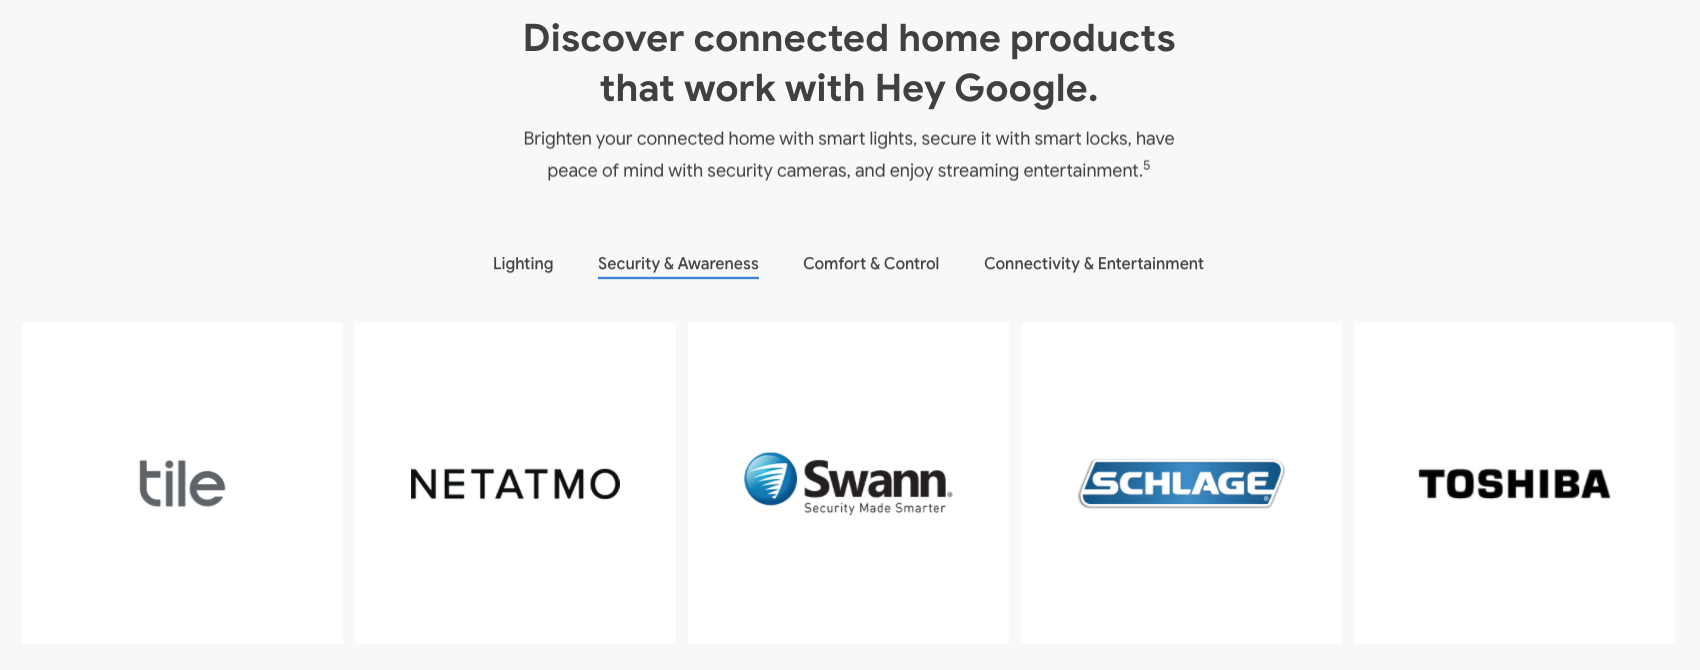 Discover connected home products
that work with Hey Google.
Brighten your connected home with smart lights, secure it with smart locks, have
peace of mind with security cameras, and enjoy streaming entertainment.5
Lighting
Security & Awareness
Comfort & Control
Connectivity & Entertainment
tile
NETATMO
Swann®
Security Made Smarter
SCHLAGE®
TOSHIBA